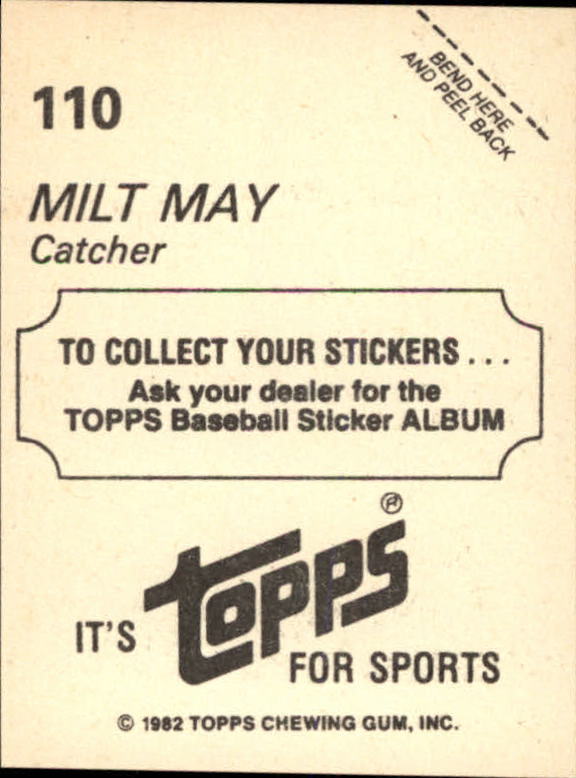 BEND HERE
AND PEEL BACK
110
MILT MAY
Catcher
TO COLLECT YOUR STICKERS...
Ask your dealer for the
TOPPS Baseball Sticker ALBUM
IT'S TOPPS®
FOR SPORTS
© 1982 TOPPS CHEWING GUM, INC.